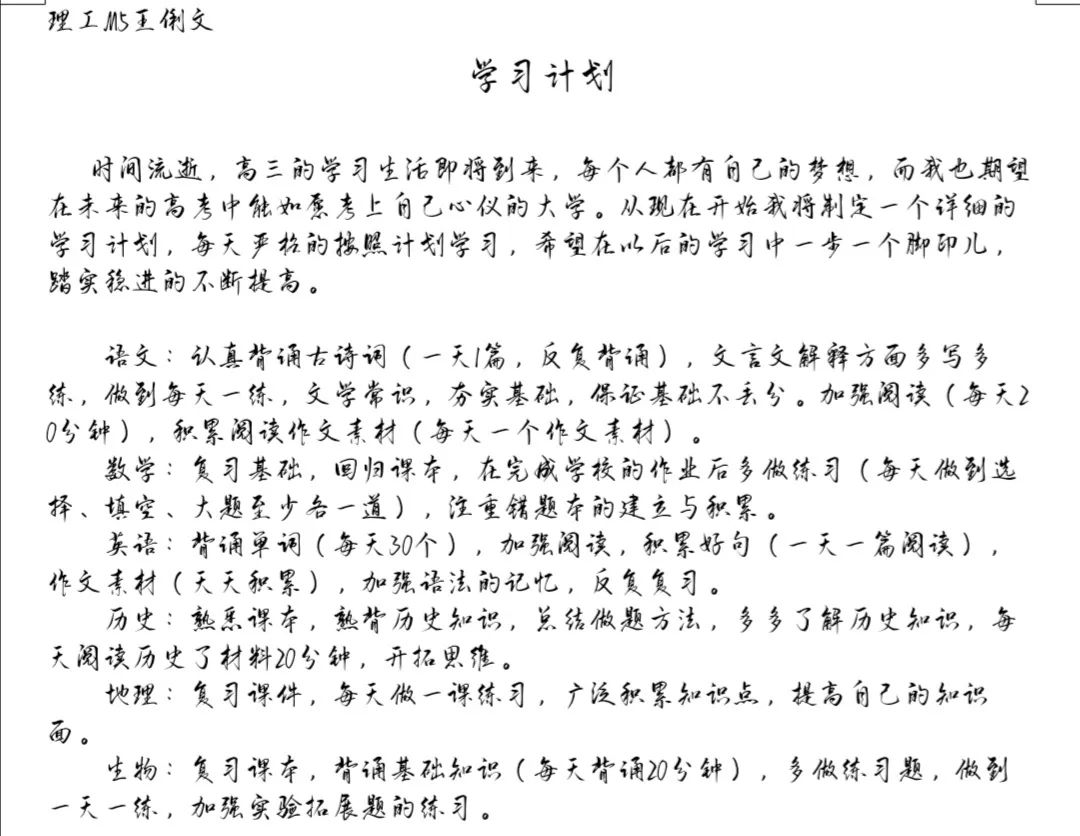 理工M5王俐文
学习计划
时间流逝，高三的学习生活即将到来，每个人都有自己的梦想，而我也期望
在未来的高考中能如愿考上自己心仪的大学。从现在开始我将制定一个详细的
学习计划，每天严格的按照计划学习，希望在以后的学习中一步一个脚印儿，
踏实稳进的不断提高。
语文：认真背诵古诗词（一天1篇，反复背诵），文言文解释方面多写多
练，做到每天一练，文学常识，夯实基础，保证基础不丢分。加强阅读（每天2
0分钟），积累阅读作文素材（每天一个作文素材）。
数学：复习基础，回归课本，在完成学校的作业后多做练习（每天做到选
择、填空、大题至少各一道），注重错题本的建立与积累。
英语：背诵单词（每天30个），加强阅读，积累好句（一天一篇阅读），
作文素材（天天积累），加强语法的记忆，反复复习。
历史：熟悉课本，熟背历史知识，总结做题方法，多多了解历史知识，每
天阅读历史了材料20分钟，开拓思维。
地理：复习课件，每天做一课练习，广泛积累知识点，提高自己的知识
面。
生物：复习课本，背诵基础知识（每天背诵20分钟），多做练习题，做到
一天一练，加强实验拓展题的练习。